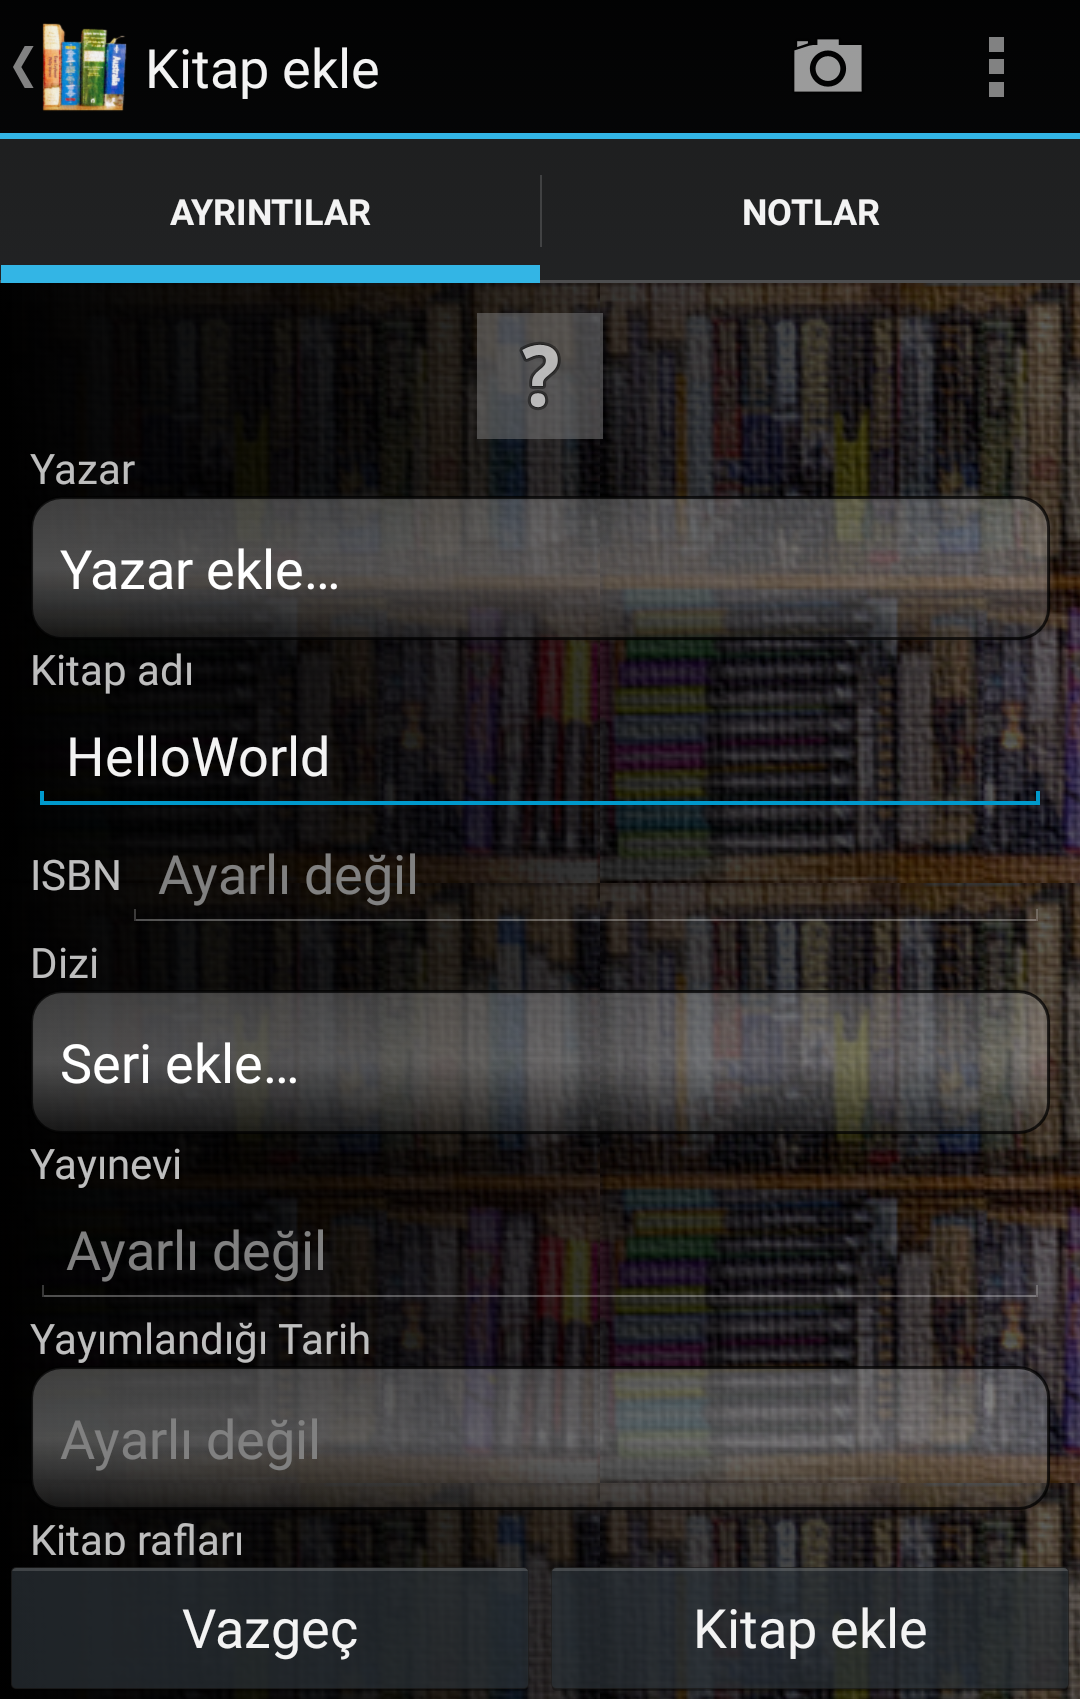 Kitap ekle
AYRINTILAR
NOTLAR
?
Yazar
Yazar ekle...
Kitap adı
HelloWorld
ISBN
Ayarlı değil
Dizi
Seri ekle...
Yayınevi
Ayarlı değil
Yayımlandığı Tarih
Ayarlı değil
Kitap rafları
Vazgeç
Kitap ekle